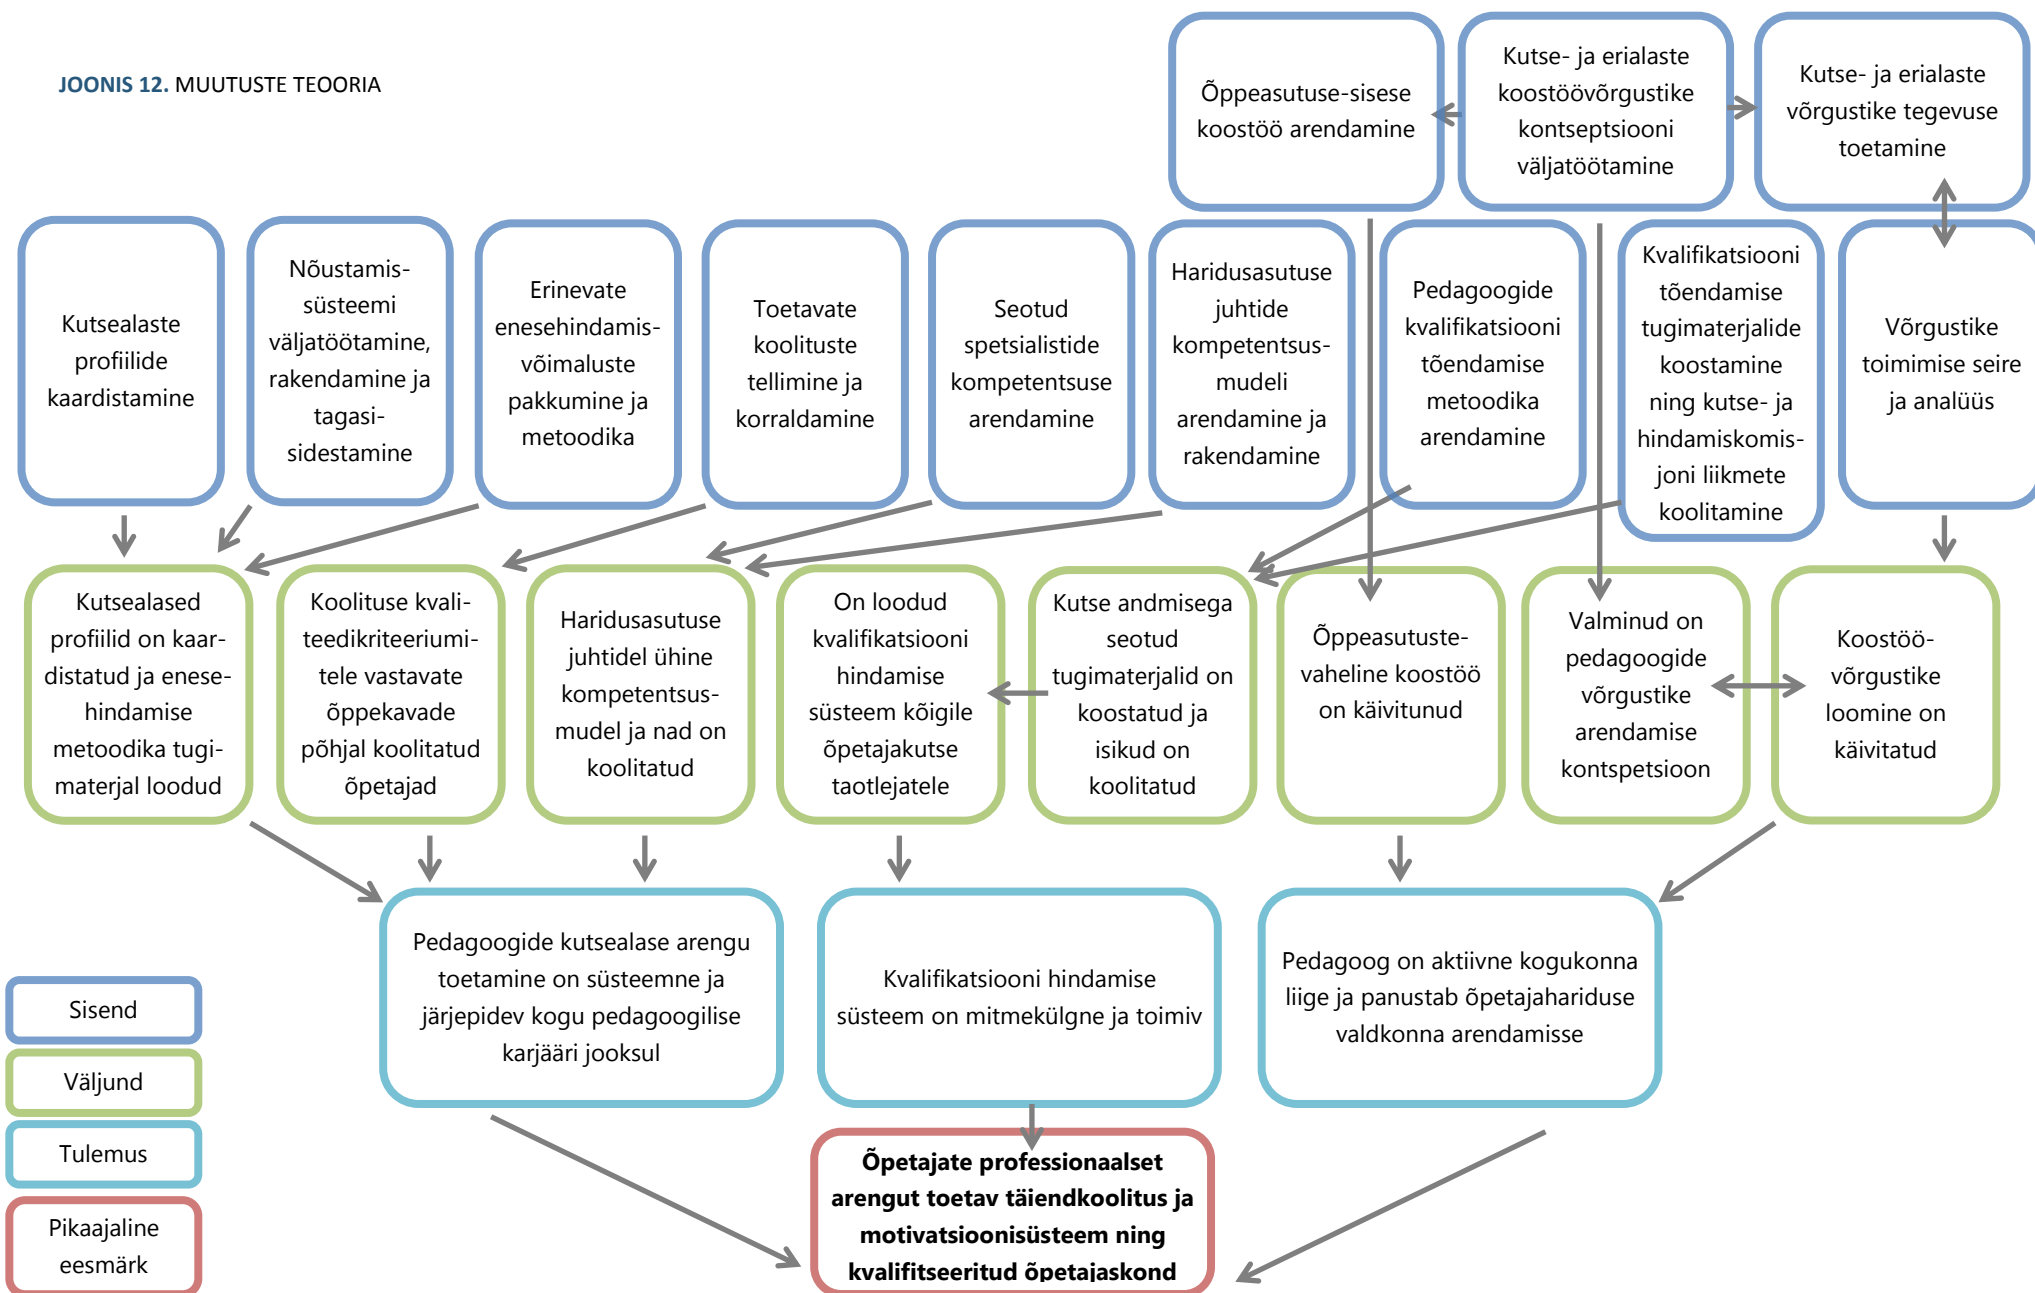 JOONIS 12. MUUTUSTE TEOORIA
Õppeasutuse-sisese
koostöö arendamine
Kutse- ja erialaste
koostöövõrgustike
kontseptsiooni
väljatöötamine
Kutse- ja erialaste
võrgustike tegevuse
toetamine
Kutsealaste
profiilide
kaardistamine
Nõustamis-
süsteemi
väljatöötamine,
rakendamine ja
tagasi-
sidestamine
Erinevate
enesehindamis-
võimaluste
pakkumine ja
metoodika
Toetavate
koolituste
tellimine ja
korraldamine
Seotud
spetsialistide
kompetentsuse
arendamine
Haridusasutuse
juhtide
kompetentsus-
mudeli
arendamine ja
rakendamine
Pedagoogide
kvalifikatsiooni
tõendamise
metoodika
arendamine
Kvalifikatsiooni
tõendamise
tugimaterjalide
koostamine
ning kutse- ja
hindamiskomis-
joni liikmete
koolitamine
Võrgustike
toimimise seire
ja analüüs
Kutsealased
profiilid on kaar-
distatud ja enese-
hindamise
metoodika tugi-
materjal loodud
Koolituse kvali-
teedikriteeriumi-
tele vastavate
õppekavade
põhjal koolitatud
õpetajad
Haridusasutuse
juhtidel ühine
kompetentsus-
mudel ja nad on
koolitatud
On loodud
kvalifikatsiooni
hindamise
süsteem kõigile
õpetajakutse
taotlejatele
Kutse andmisega
seotud
tugimaterjalid on
koostatud ja
isikud on
koolitatud
Õppeasutuste-
vaheline koostöö
on käivitunud
Valminud on
pedagoogide
võrgustike
arendamise
kontspetsioon
Koostöö-
võrgustike
loomine on
käivitatud
Pedagoogide kutsealase arengu
toetamine on süsteemne ja
järjepidev kogu pedagoogilise
karjääri jooksul
Kvalifikatsiooni hindamise
süsteem on mitmekülgne ja toimiv
Pedagoog on aktiivne kogukonna
liige ja panustab õpetajahariduse
valdkonna arendamisse
Sisend
Väljund
Tulemus
Pikaajaline
eesmärk
Õpetajate professionaalset
arengut toetav täiendkoolitus ja
motivatsioonisüsteem ning
kvalifitseeritud õpetajaskond